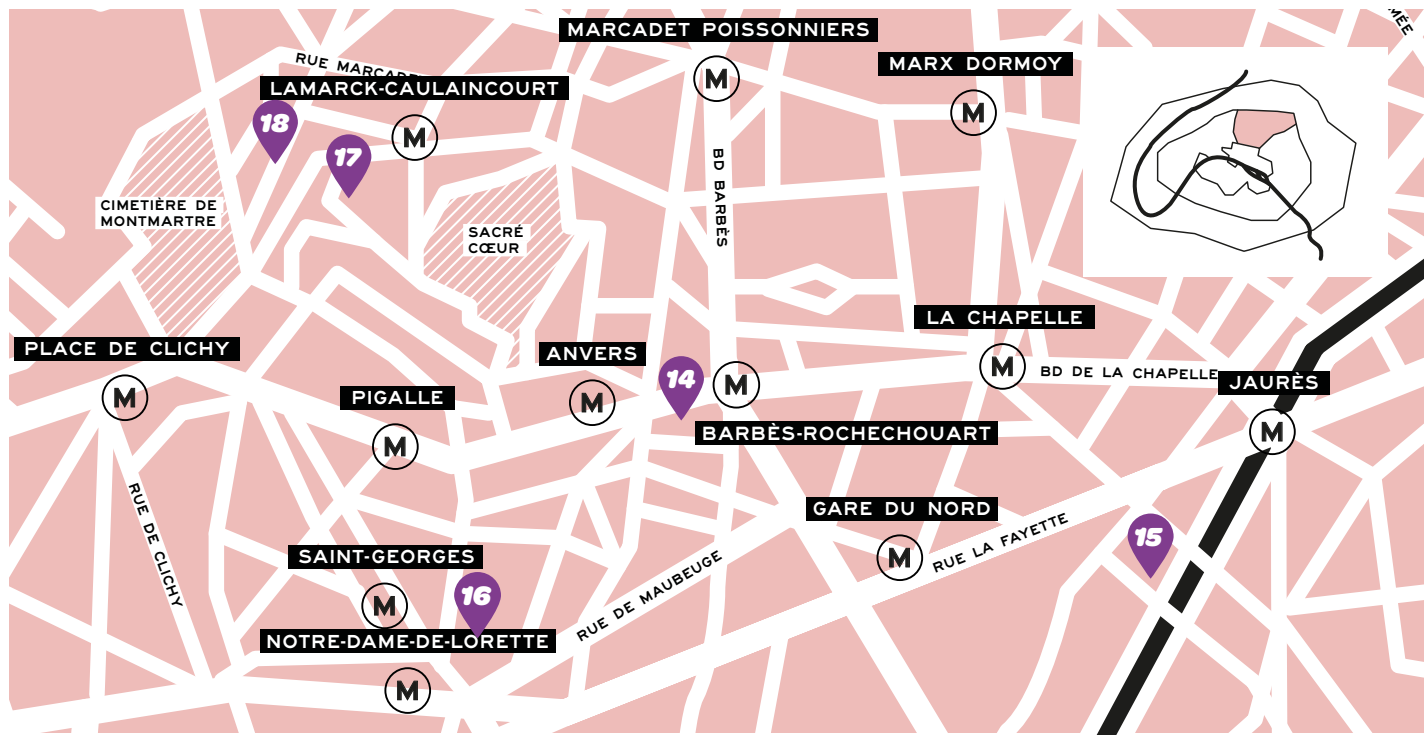 MARCADET POISSONNIERS
M
MARX DORMOY
M
RUE
LAMARCK-CAULAINCOURT
M
18
17
BD BARBÈS
CIMETIÈRE DE
MONTMARTRE
SACRÉ
CŒUR
LA CHAPELLE
M
PLACE DE CLICHY
M
ANVERS
M
14
M
BD DE LA CHAPELLE
JAURÈS
M
PIGALLE
M
BARBÈS-ROCHECHOUART
RUE DE CLICHY
GARE DU NORD
M
RUE LA FAYETTE
15
SAINT-GEORGES
M
16
RUE DE MAUBEUGE
NOTRE-DAME-DE-LORETTE
M